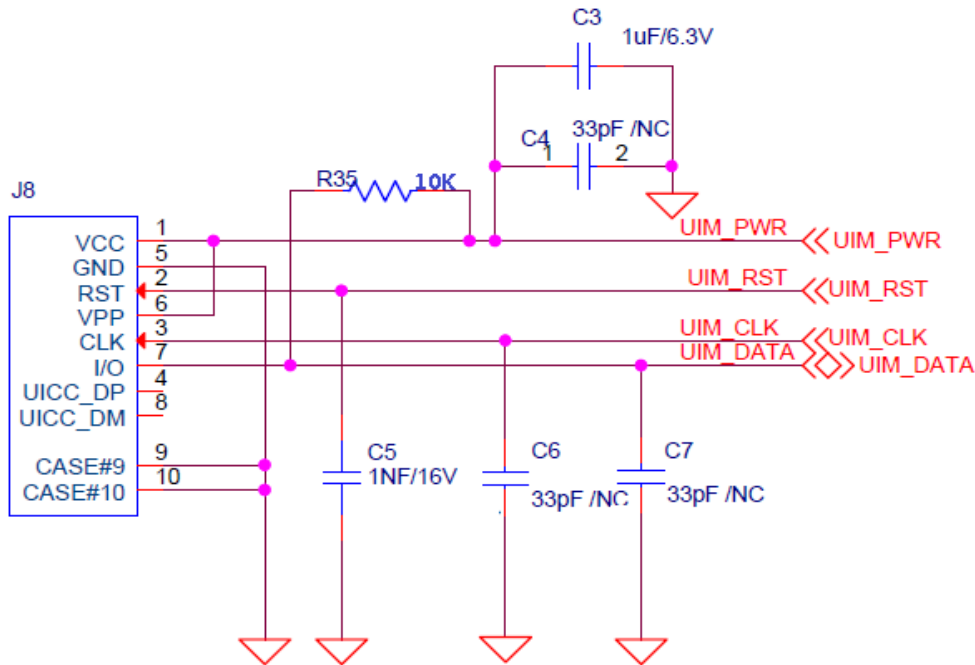 C3
1uF/6.3V
C4
33pF /NC
1
2
R35
10K
J8
VCC
1
GND
5
RST
2
VPP
6
CLK
3
I/O
7
UICC_DP
4
UICC_DM
8
CASE#9
9
CASE#10
10
UIM_PWR
UIM_PWR
UIM_RST
UIM_RST
UIM_CLK
UIM_CLK
UIM_DATA
UIM_DATA
C5
1NF/16V
C6
33pF /NC
C7
33pF /NC